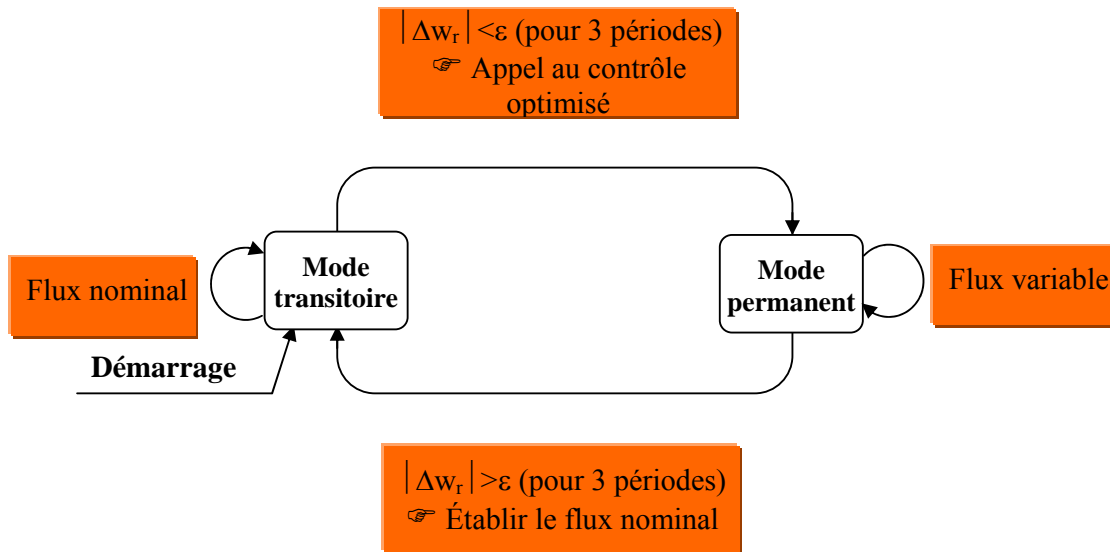 |Δwr| <ε (pour 3 périodes)
☞ Appel au contrôle
optimisé
Flux nominal
Mode
transitoire
Mode
permanent
Flux variable
Démarrage
|Δwr| >ε (pour 3 périodes)
☞ Établir le flux nominal